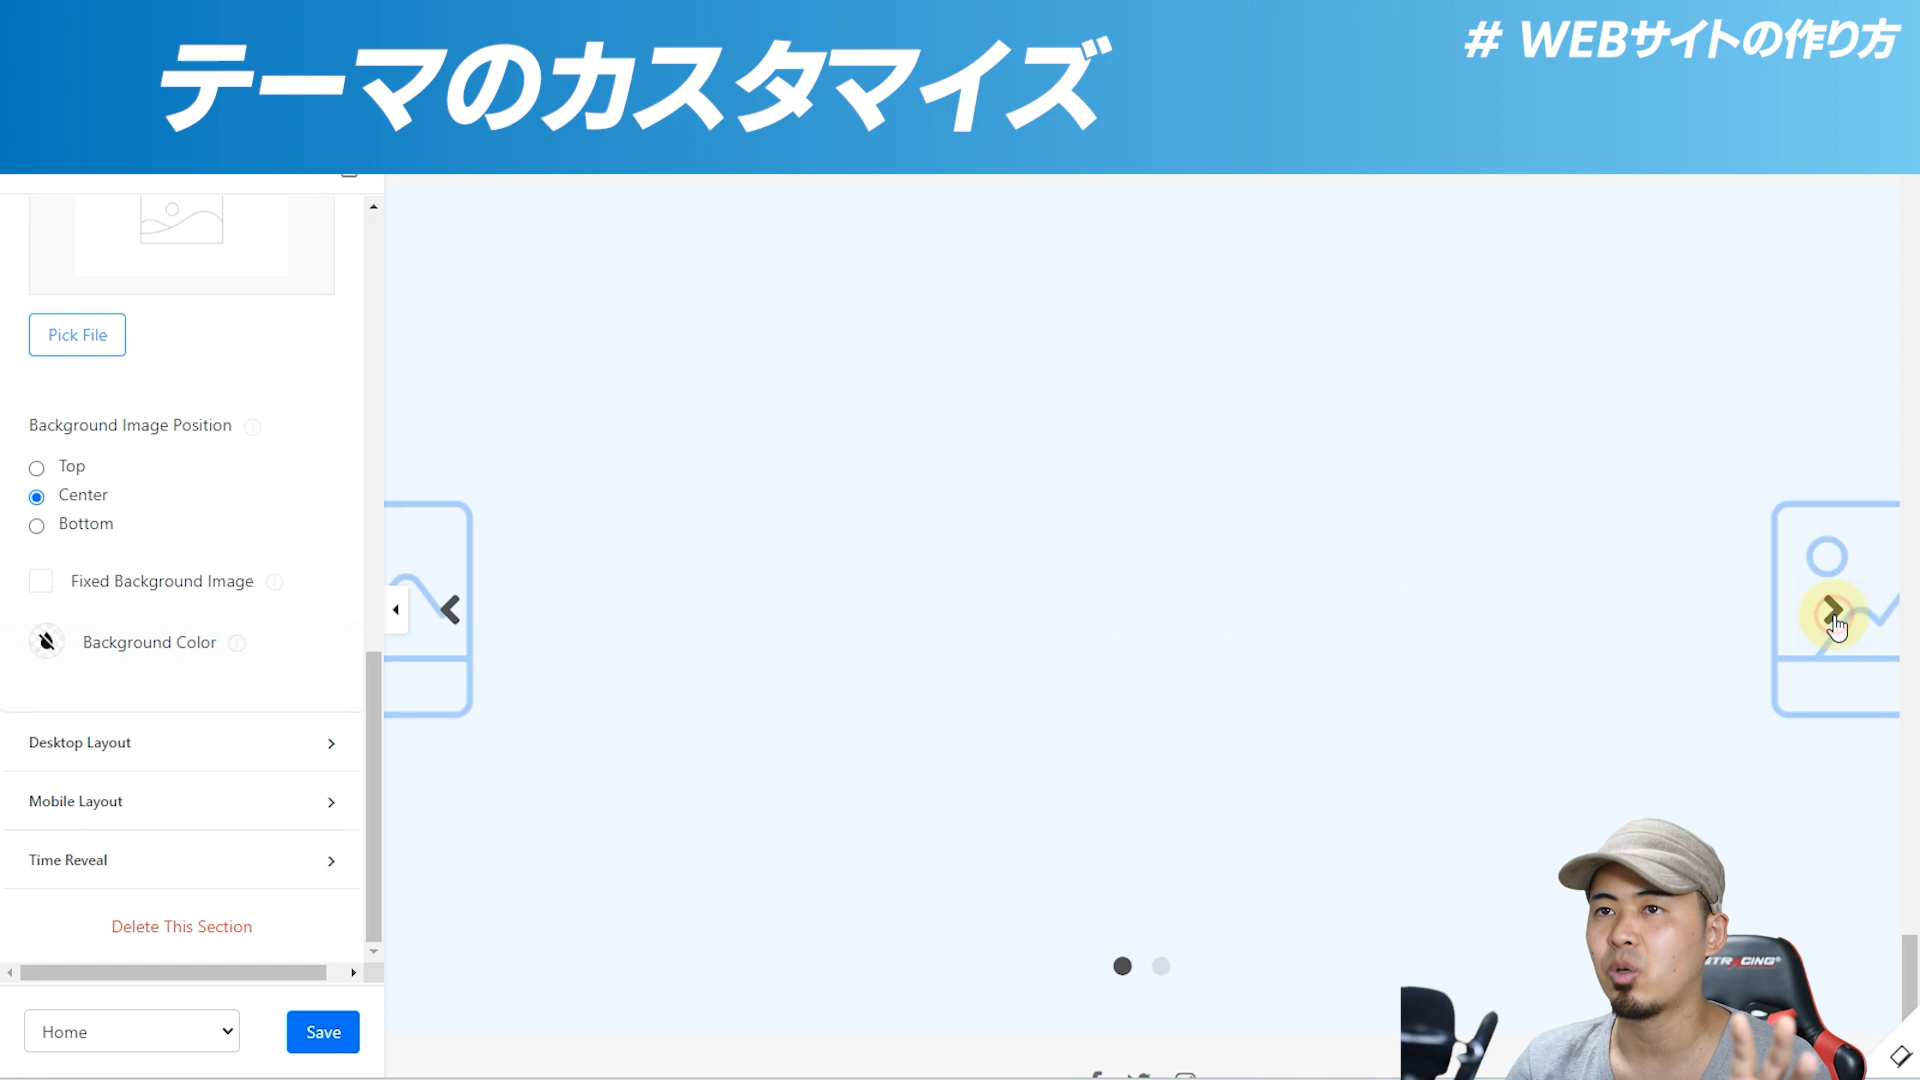 テーマのカスタマイズ
# WEBサイトの作り方
Pick File
Background Image Position
Top
Center
Bottom
Fixed Background Image
Background Color
Desktop Layout
Mobile Layout
Time Reveal
Delete This Section
Home
Save